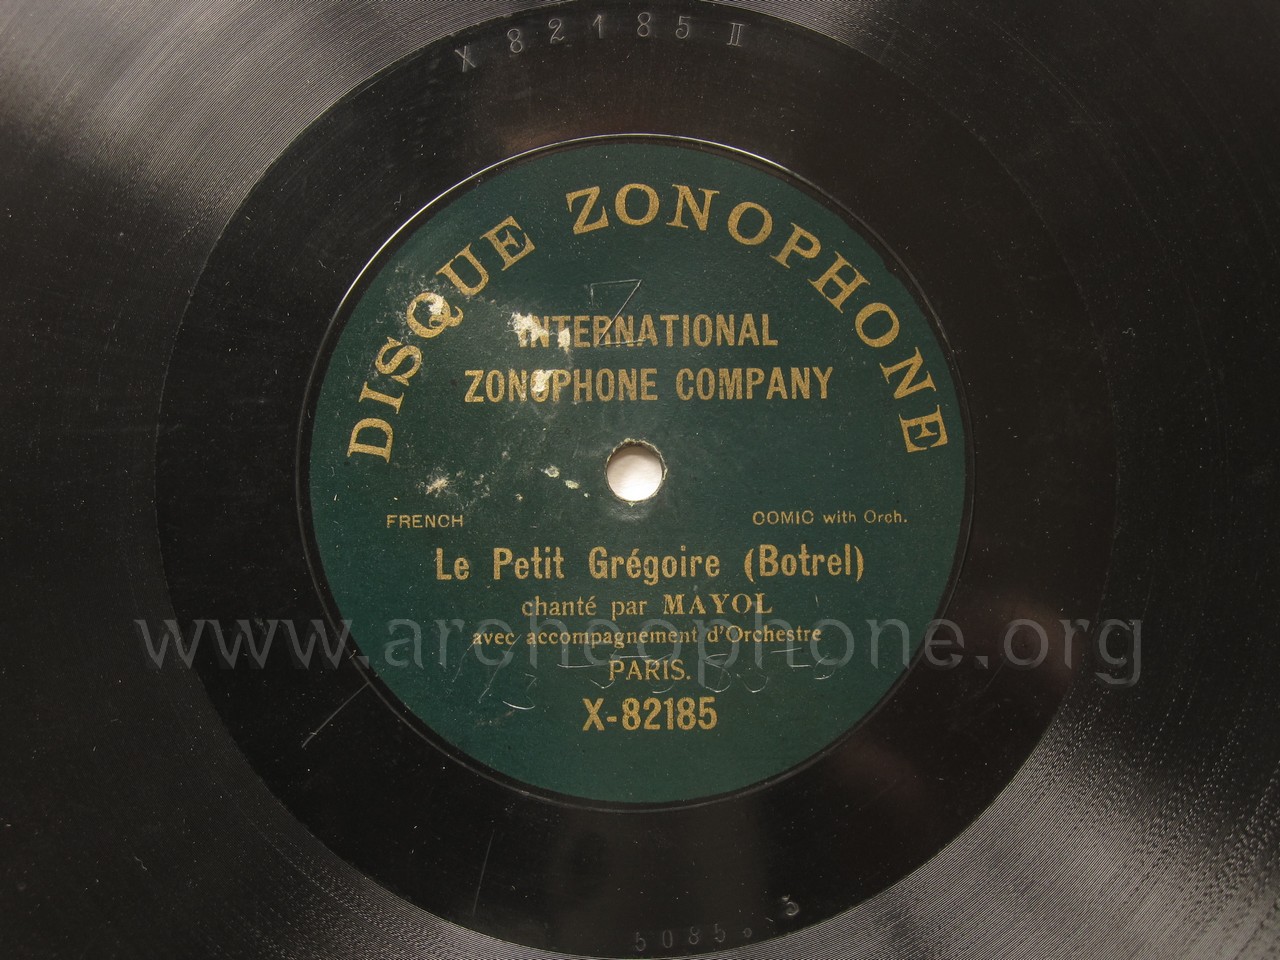 X 82185 II
DISQUE ZONOPHONE
INTERNATIONAL
ZONOPHONE COMPANY
FRENCH
COMIC with Orch.
Le Petit Grégoire (Botrel)
chanté par MAYOL
avec accompagnement d'Orchestre
www.archeophone.org
PARIS.
X-82185
3